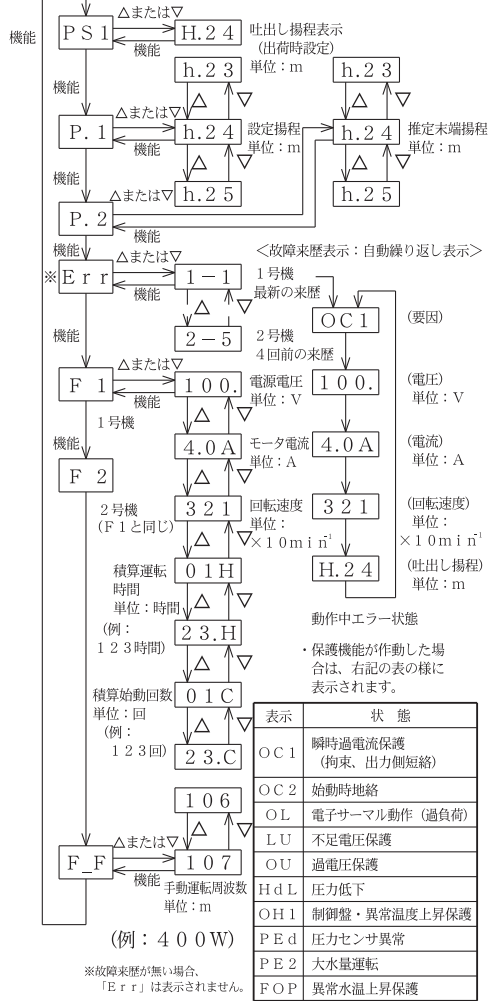 機能
PS1
△または▽
機能
H.24
吐出し揚程表示
(出荷時設定)
単位：m
機能
h.23
△
▽
P.1
△または▽
機能
h.24
設定揚程
単位：m
△
▽
h.25
h.23
△
▽
h.24
推定末端揚程
単位：m
△
▽
h.25
機能
P.2
△または▽
機能
機能
※
Err
△または▽
機能
1-1
△
▽
2-5
<故障来歴表示：自動繰り返し表示>
1号機
最新の来歴
2号機
4回前の来歴
OC1
(要因)
100.
(電圧)
単位：V
4.0A
(電流)
単位：A
321
(回転速度)
単位：
×10min-1
H.24
(吐出し揚程)
単位：m
機能
F 1
△または▽
機能
1号機
100.
電源電圧
単位：V
△
▽
4.0A
モータ電流
単位：A
△
▽
機能
F 2
2号機
(F1と同じ)
321
回転速度
単位：
×10min-1
△
▽
積算運転
時間
単位：時間
01H
△
▽
(例：
123時間)
23.H
△
▽
積算始動回数
単位：回
01C
△
▽
(例：
123回)
23.C
動作中エラー状態
・保護機能が作動した場
合は、右記の表の様に
表示されます。
106
△
▽
F_F
△または▽
機能
107
手動運転周波数
単位：m
(例：400W)
※故障来歴が無い場合、
「Err」は表示されません。
表示 状 態
OC1 瞬時過電流保護
(拘束、出力側短絡)
OC2 始動時地絡
OL 電子サーマル動作（過負荷）
LU 不足電圧保護
OU 過電圧保護
HdL 圧力低下
OH1 制御盤・異常温度上昇保護
PEd 圧力センサ異常
PE2 大水量運転
FOP 異常水温上昇保護